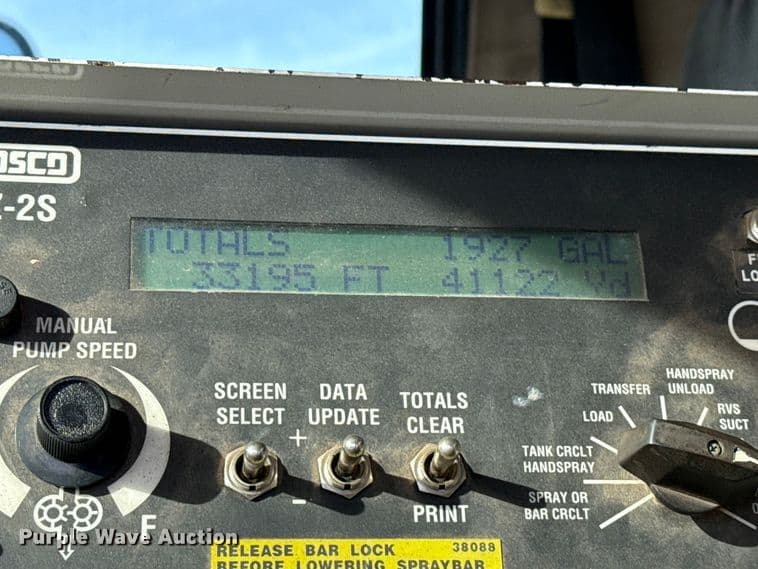 Z-2S
TOTALS 1927 GAL
33195 FT 41122 Yd
MANUAL
PUMP SPEED
F
SCREEN
SELECT
+
-
DATA
UPDATE
TOTALS
CLEAR
PRINT
HANDSPRAY
UNLOAD
TRANSFER
LOAD
RVS
SUCT
TANK CRCLT
HANDSPRAY
SPRAY OR
BAR CRCLT
RELEASE BAR LOCK 38088
BEFORE LOWERING SPRAYBAR
Purple Wave Auction